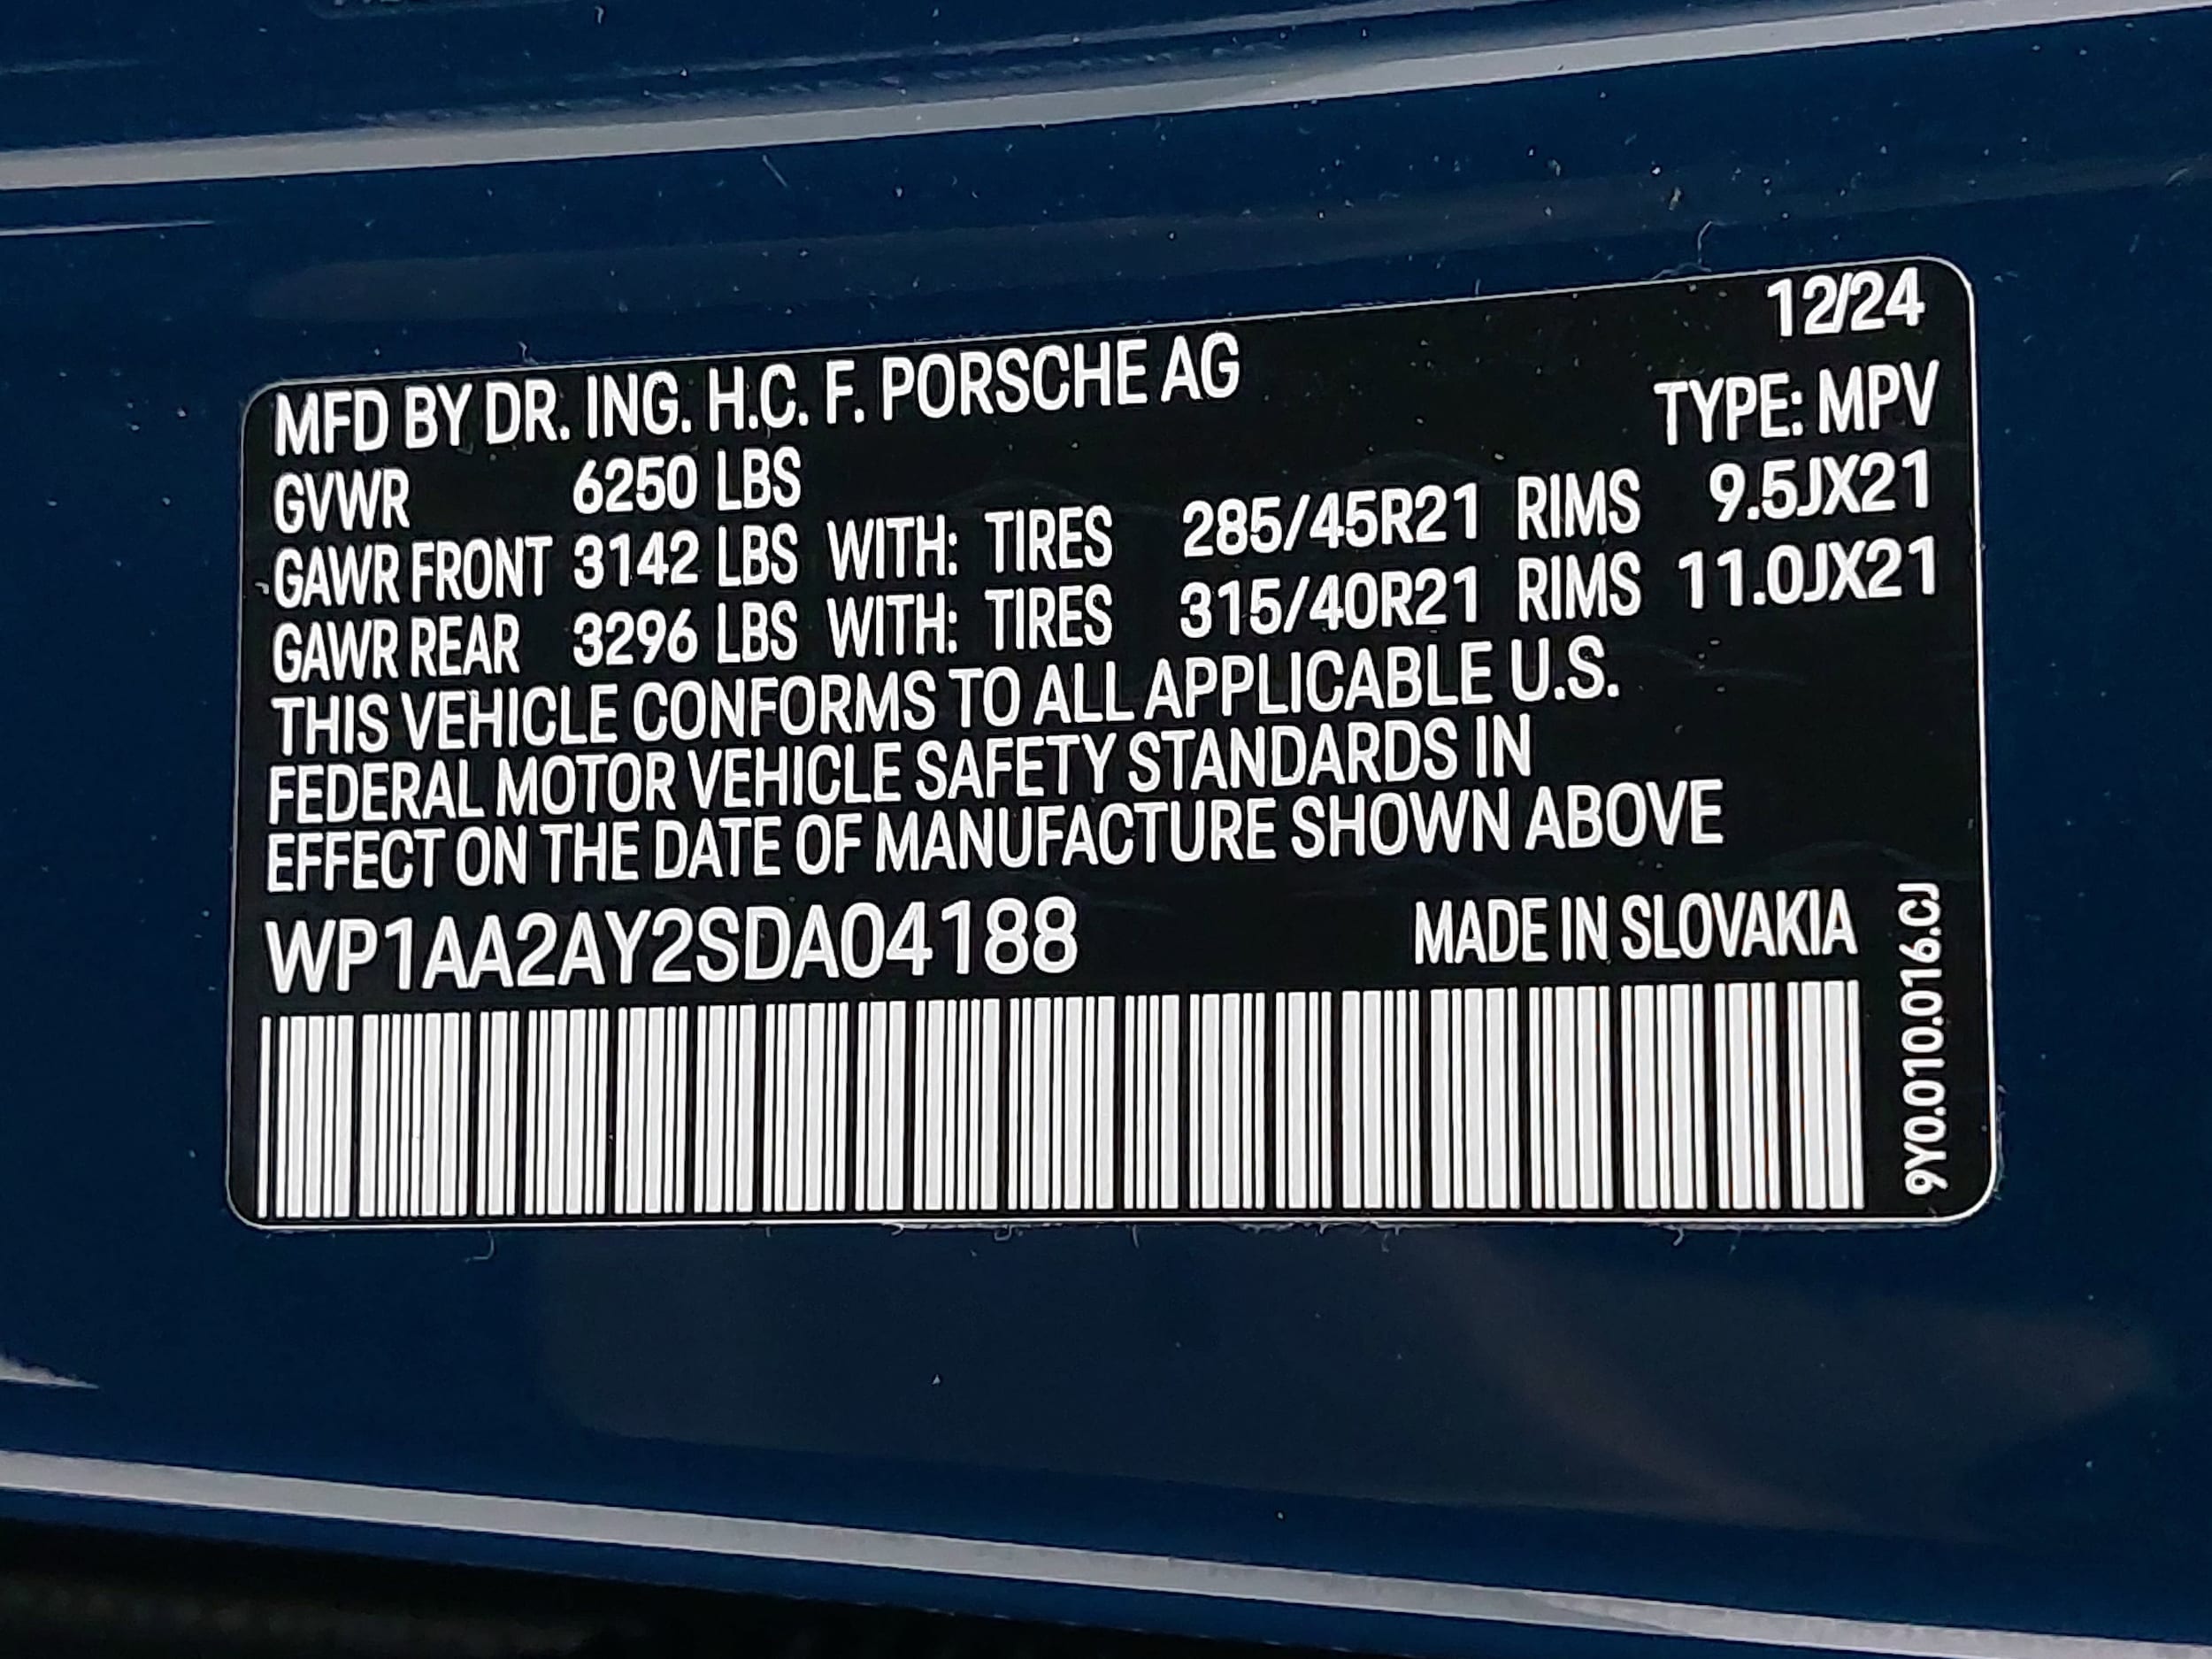 12/24
MFD BY DR. ING. H.C. F. PORSCHE AG
TYPE: MPV
GVWR 6250 LBS
GAWR FRONT 3142 LBS WITH: TIRES 285/45R21 RIMS 9.5JX21
GAWR REAR 3296 LBS WITH: TIRES 315/40R21 RIMS 11.0JX21
THIS VEHICLE CONFORMS TO ALL APPLICABLE U.S.
FEDERAL MOTOR VEHICLE SAFETY STANDARDS IN
EFFECT ON THE DATE OF MANUFACTURE SHOWN ABOVE
WP1AA2AY2SDA04188 MADE IN SLOVAKIA
9Y0.010.016.CJ